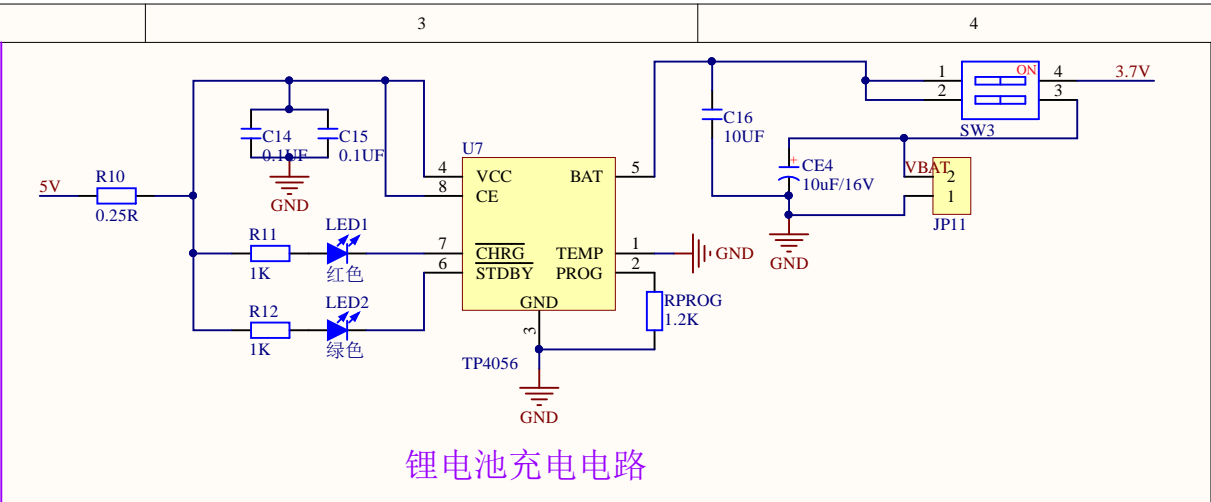 3
4
1
2
ON
4
3
3.7V
SW3
C14
0.1UF
C15
0.1UF
C16
10UF
CE4
10uF/16V
VBAT
2
1
JP11
GND
5V
R10
0.25R
GND
U7
4
VCC
8
CE
BAT
5
R11
1K
LED1
红色
7
CHRG
6
STDBY
TEMP
1
PROG
2
GND
R12
1K
LED2
绿色
GND
3
RPROG
1.2K
TP4056
GND
锂电池充电电路